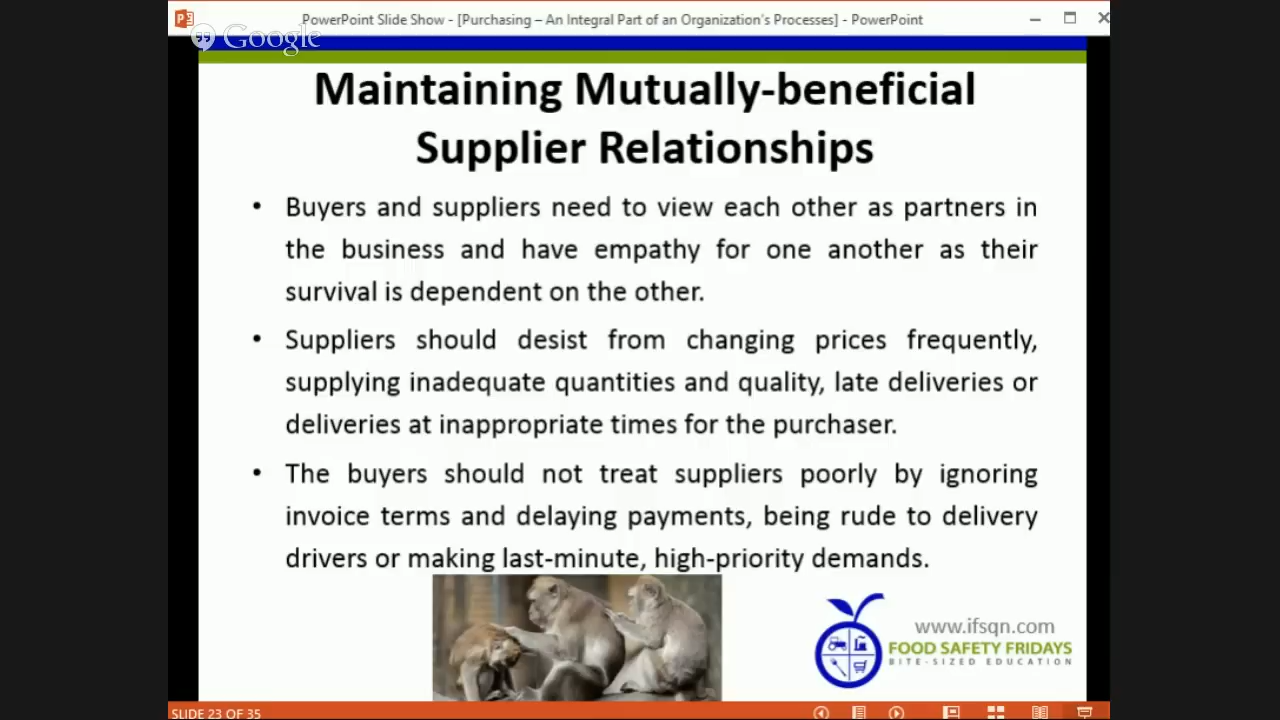 PowerPoint Slide Show - [Purchasing – An Integral Part of an Organization's Processes] - PowerPoint
Google
Maintaining Mutually-beneficial
Supplier Relationships
• Buyers and suppliers need to view each other as partners in
the business and have empathy for one another as their
survival is dependent on the other.
• Suppliers should desist from changing prices frequently,
supplying inadequate quantities and quality, late deliveries or
deliveries at inappropriate times for the purchaser.
• The buyers should not treat suppliers poorly by ignoring
invoice terms and delaying payments, being rude to delivery
drivers or making last-minute, high-priority demands.
www.ifsqn.com
FOOD SAFETY FRIDAYS
BITE-SIZED EDUCATION
SLIDE 23 OF 35